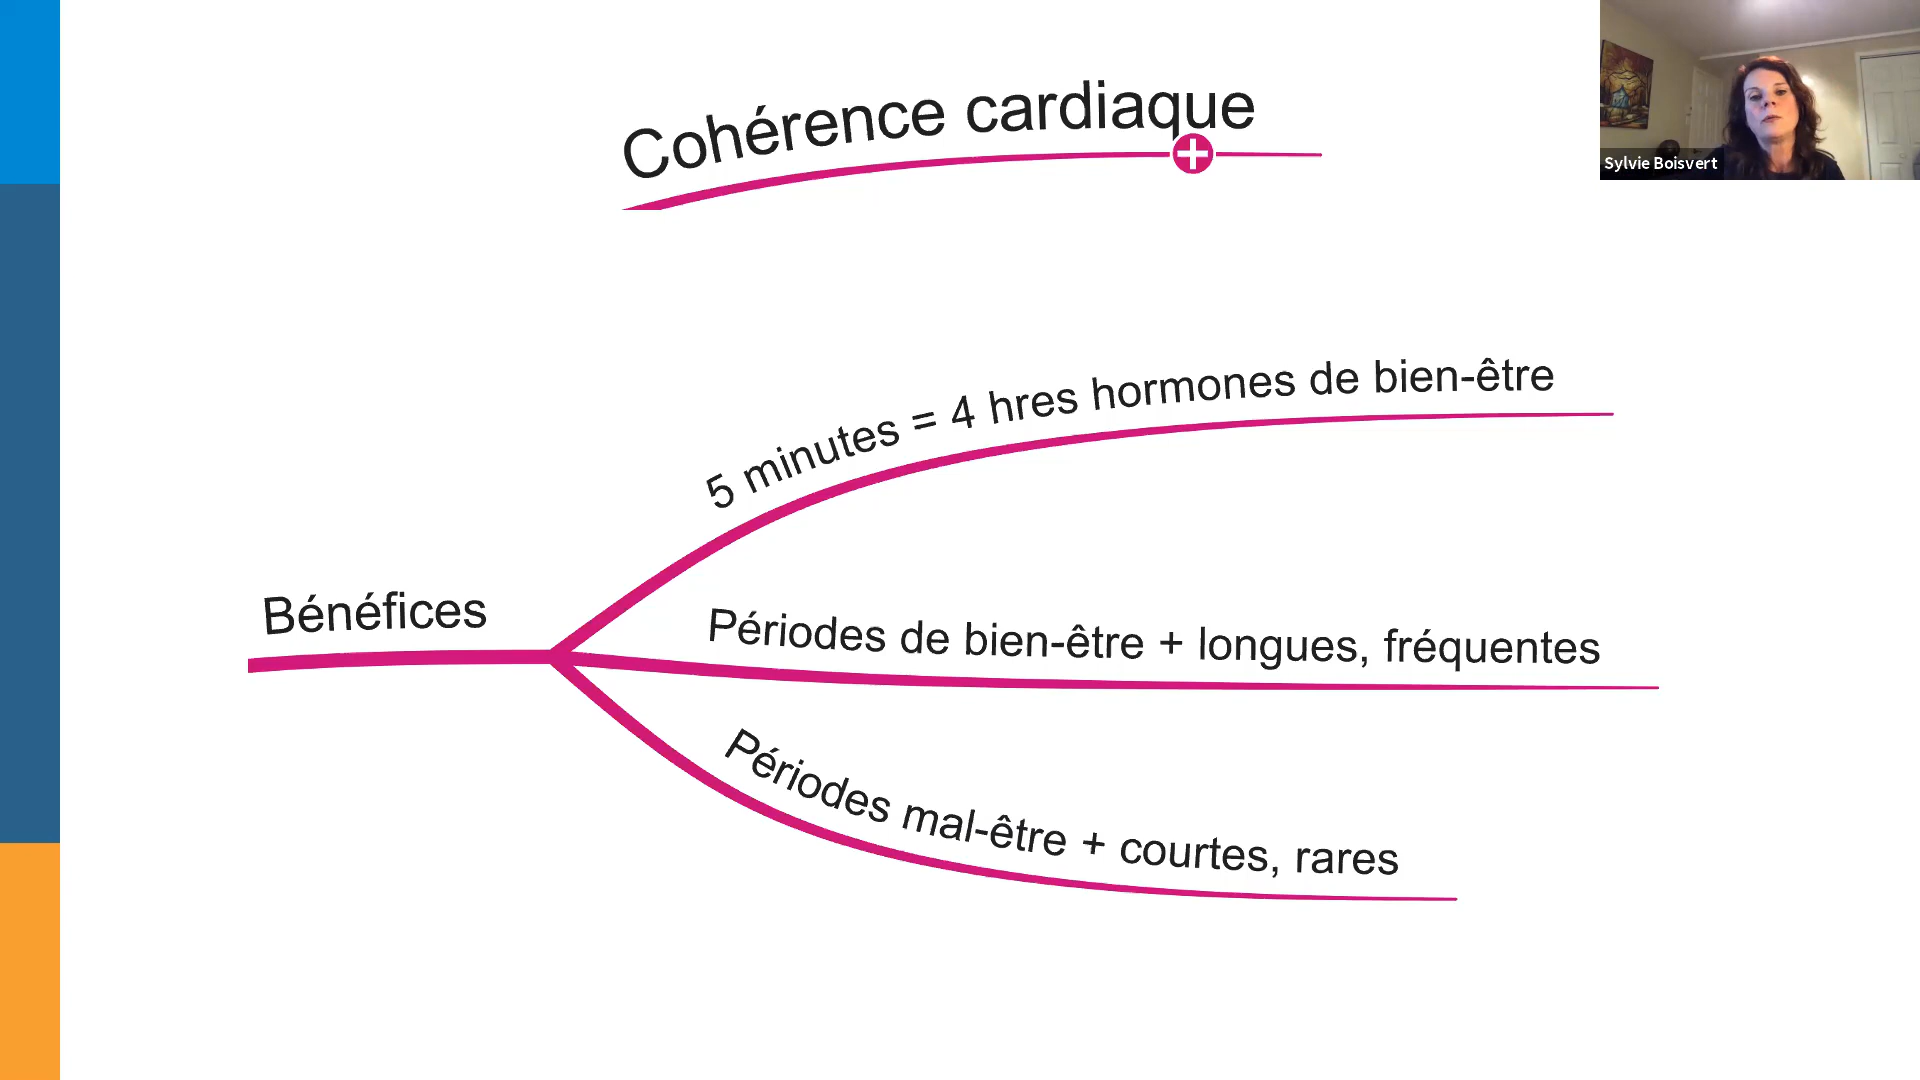 Cohérence cardiaque
Sylvie Boisvert
5 minutes = 4 hres hormones de bien-être
Bénéfices
Périodes de bien-être + longues, fréquentes
Périodes mal-être + courtes, rares